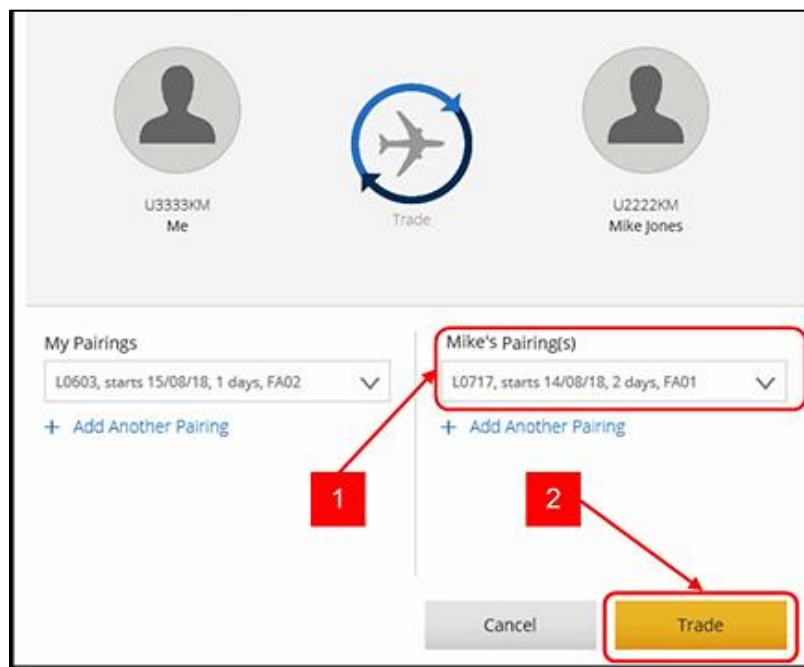 U3333KM
Me
Trade
U2222KM
Mike Jones
My Pairings
L0603, starts 15/08/18, 1 days, FA02
+ Add Another Pairing
Mike's Pairing(s)
L0717, starts 14/08/18, 2 days, FA01
+ Add Another Pairing
1
2
Cancel
Trade